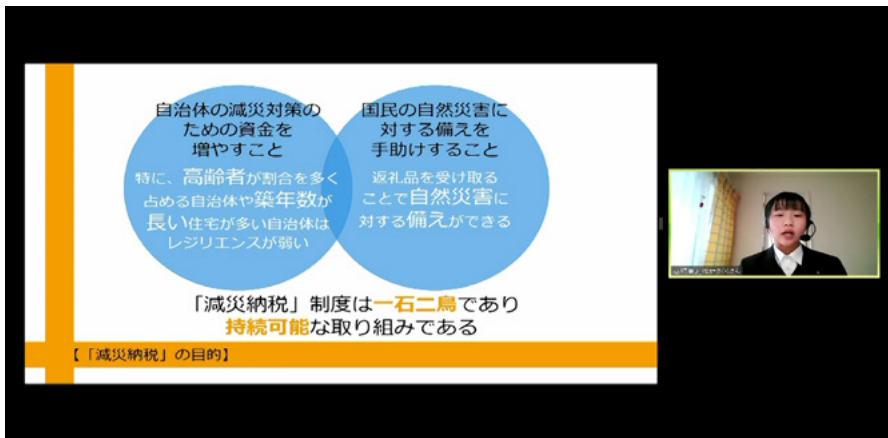 自治体の減災対策の
ための資金を
増やすこと
特に、高齢者が割合を多く
占める自治体や築年数が
長い住宅が多い自治体は
レジリエンスが弱い
国民の自然災害に
対する備えを
手助けすること
返礼品を受け取る
ことで自然災害に
対する備えができる
「減災納税」制度は一石二鳥であり
持続可能な取り組みである
【「減災納税」の目的】